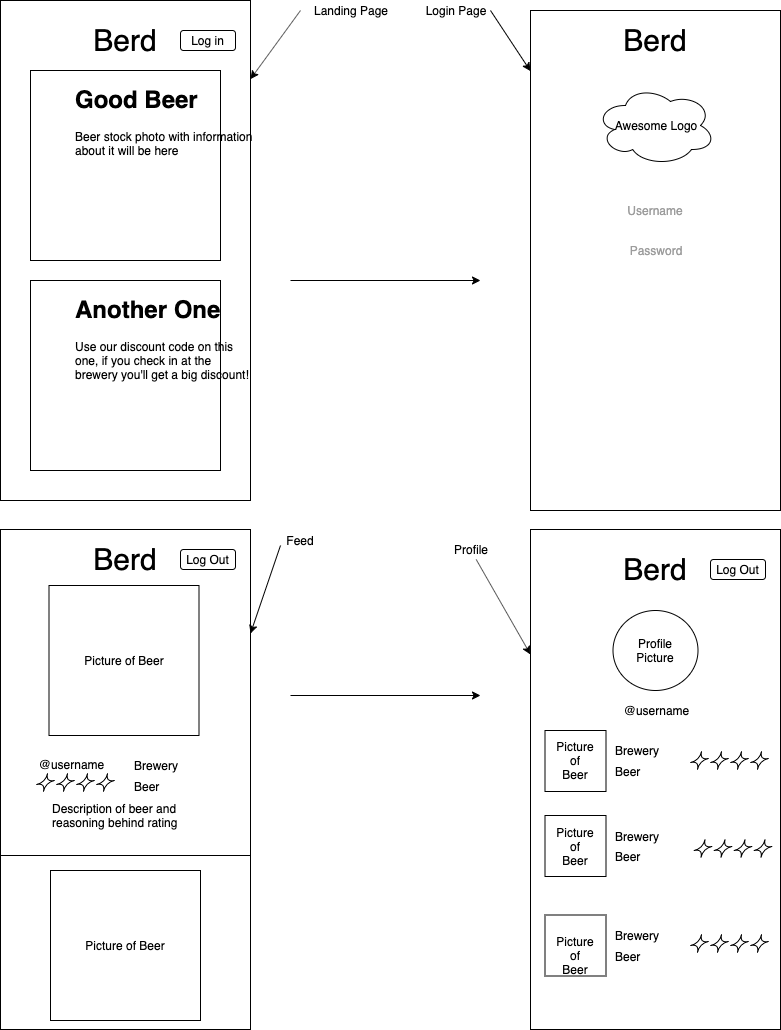 Landing Page
Login Page
Berd
Log in
Good Beer
Beer stock photo with information
about it will be here
Another One
Use our discount code on this
one, if you check in at the
brewery you'll get a big discount!
Berd
Awesome Logo
Username
Password
Feed
Profile
Berd
Log Out
Picture of Beer
@username
Brewery
Beer
Description of beer and
reasoning behind rating
Picture of Beer
Berd
Log Out
Profile
Picture
@username
Picture
of
Beer
Brewery
Beer
Picture
of
Beer
Brewery
Beer
Picture
of
Beer
Brewery
Beer